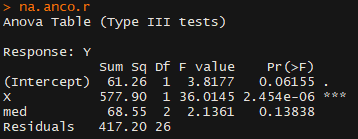 > na.anco.r
Anova Table (Type III tests)
Response: Y
Sum Sq Df F value Pr(>F)
(Intercept) 61.26 1 3.8177 0.06155 .
X 577.90 1 36.0145 2.454e-06 ***
med 68.55 2 2.1361 0.13838
Residuals 417.20 26